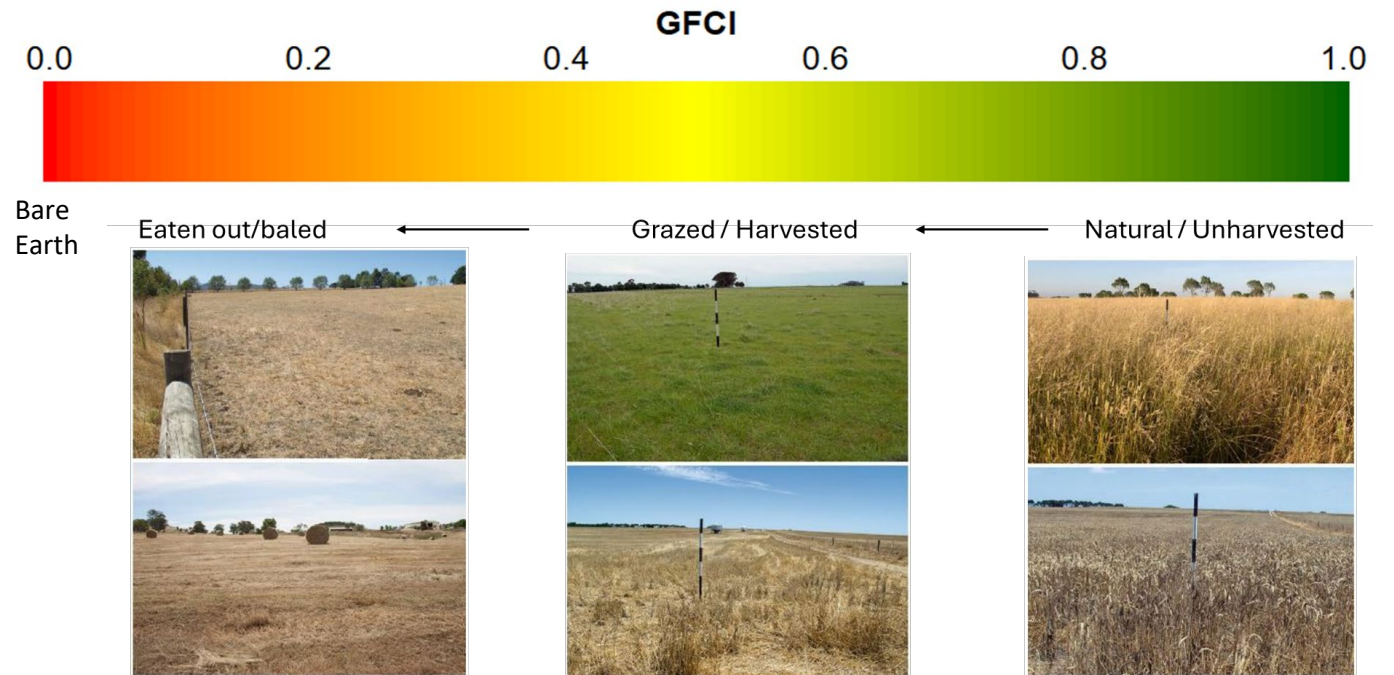 GFCI
0.0 0.2 0.4 0.6 0.8 1.0
Bare
Earth
Eaten out/baled
Grazed / Harvested
Natural / Unharvested